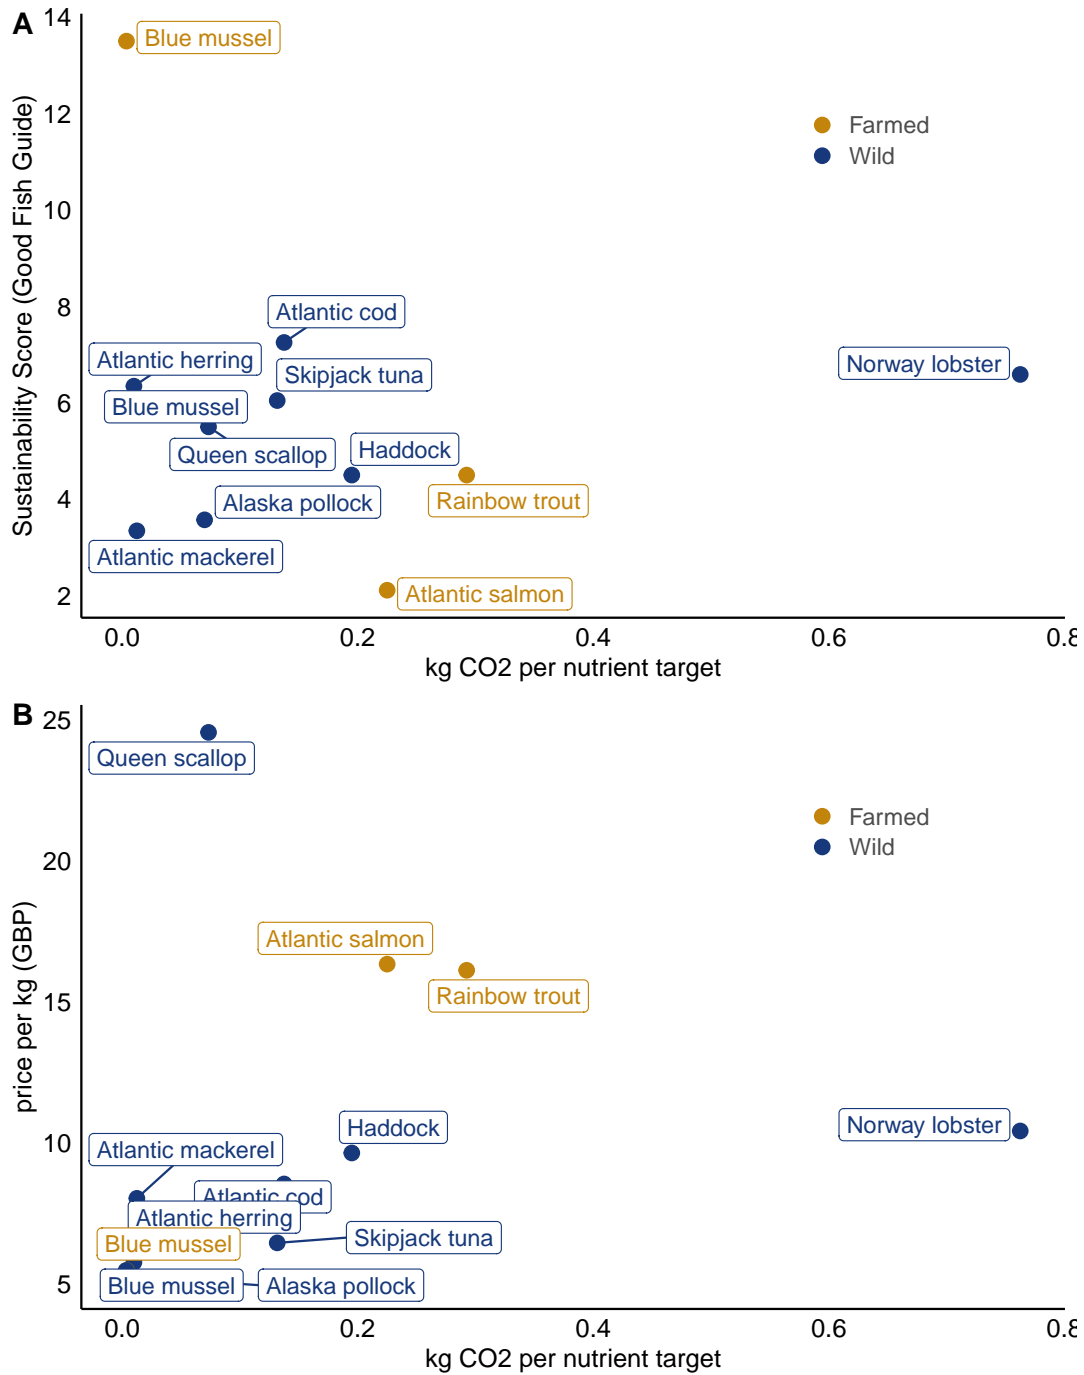 A
14
Blue mussel
12
Farmed
Wild
10
Sustainability Score (Good Fish Guide)
8
Atlantic cod
Atlantic herring
Norway lobster
Skipjack tuna
6
Blue mussel
Queen scallop
Haddock
4
Alaska pollock
Rainbow trout
Atlantic mackerel
2
Atlantic salmon
0.0
0.2
0.4
0.6
0.8
kg CO2 per nutrient target
B
25
Queen scallop
Farmed
Wild
20
price per kg (GBP)
Atlantic salmon
Rainbow trout
15
Haddock
Norway lobster
10
Atlantic mackerel
Atlantic cod
Atlantic herring
Blue mussel
Skipjack tuna
5
Blue mussel
Alaska pollock
0.0
0.2
0.4
0.6
0.8
kg CO2 per nutrient target